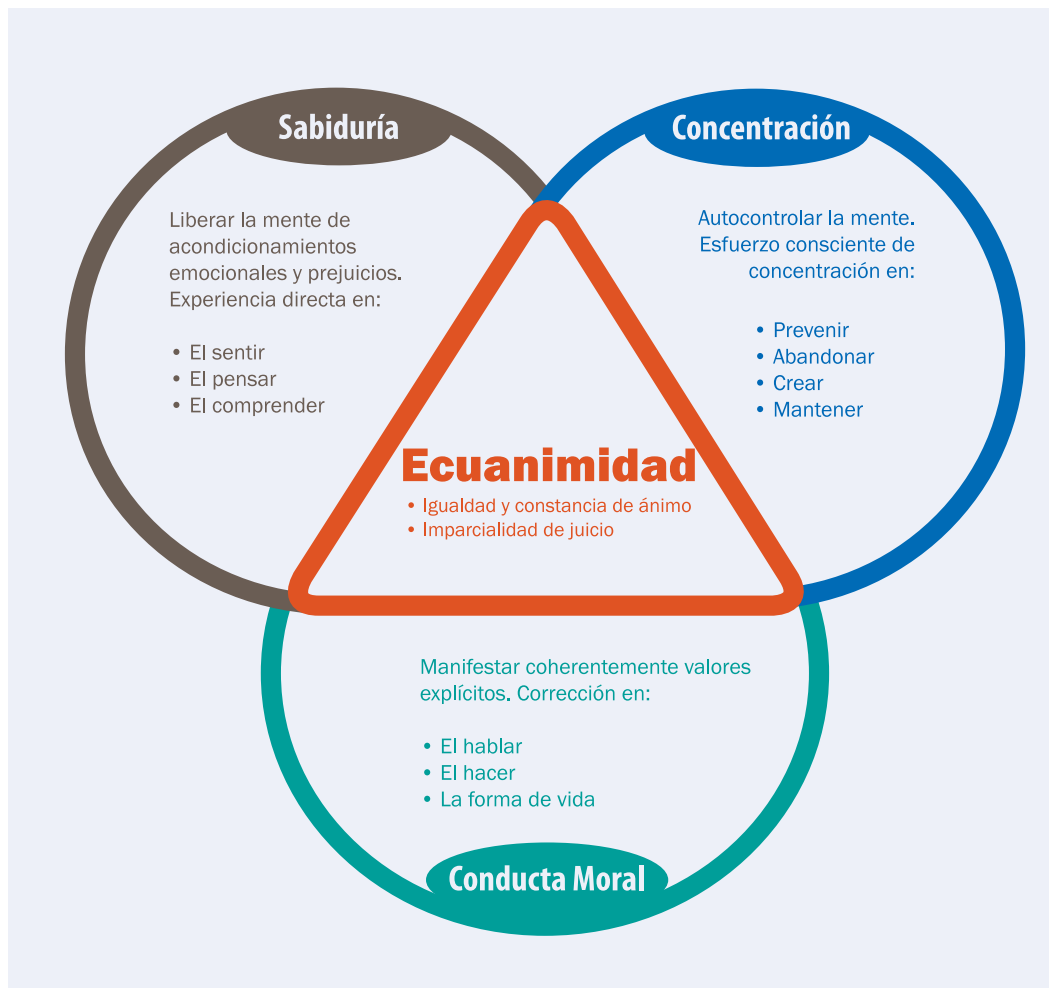 Sabiduría
Liberar la mente de
acondicionamientos
emocionales y prejuicios.
Experiencia directa en:
• El sentir
• El pensar
• El comprender
Concentración
Autocontrolar la mente.
Esfuerzo consciente de
concentración en:
• Prevenir
• Abandonar
• Crear
• Mantener
Ecuanimidad
• Igualdad y constancia de ánimo
• Imparcialidad de juicio
Manifestar coherentemente valores
explícitos. Corrección en:
• El hablar
• El hacer
• La forma de vida
Conducta Moral